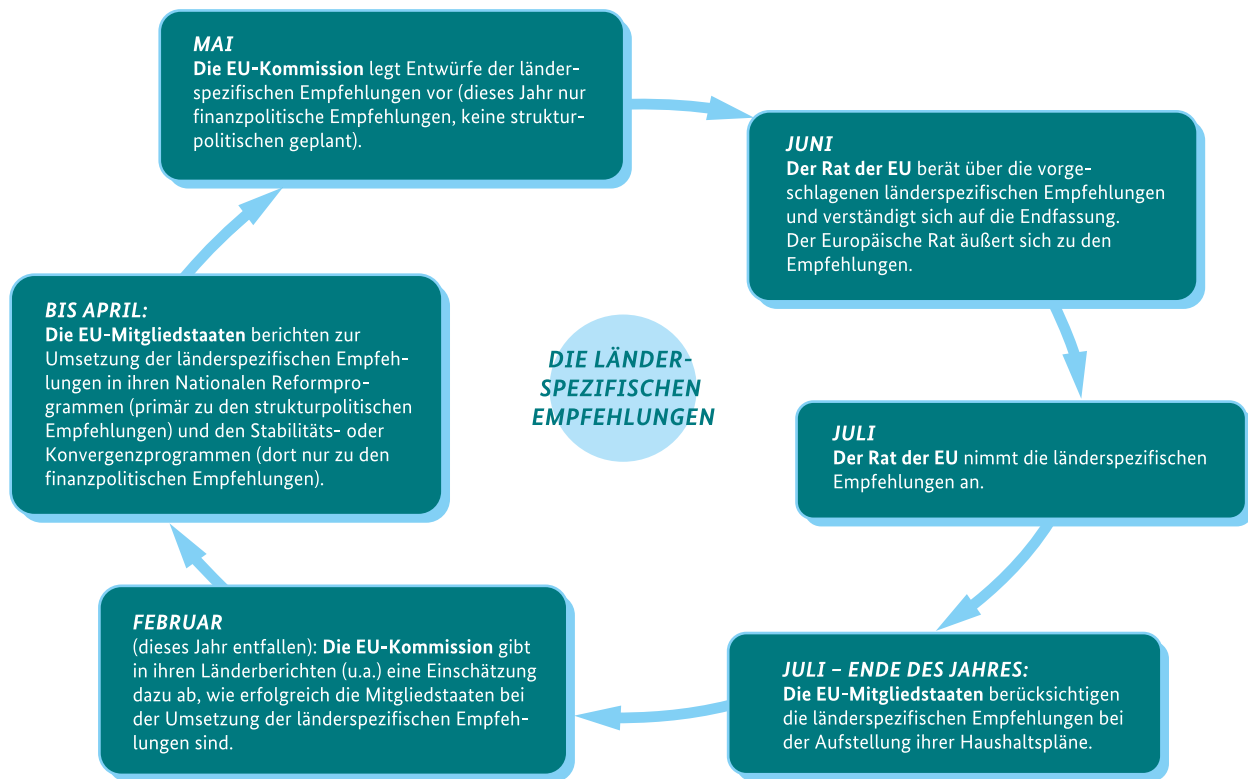 MAI
Die EU-Kommission legt Entwürfe der länder-
spezifischen Empfehlungen vor (dieses Jahr nur
finanzpolitische Empfehlungen, keine struktur-
politischen geplant).
JUNI
Der Rat der EU berät über die vorge-
schlagenen länderspezifischen Empfehlungen
und verständigt sich auf die Endfassung.
Der Europäische Rat äußert sich zu den
Empfehlungen.
BIS APRIL:
Die EU-Mitgliedstaaten berichten zur
Umsetzung der länderspezifischen Empfeh-
lungen in ihren Nationalen Reformpro-
grammen (primär zu den strukturpolitischen
Empfehlungen) und den Stabilitäts- oder
Konvergenzprogrammen (dort nur zu den
finanzpolitischen Empfehlungen).
DIE LÄNDER-
SPEZIFISCHEN
EMPFEHLUNGEN
JULI
Der Rat der EU nimmt die länderspezifischen
Empfehlungen an.
FEBRUAR
(dieses Jahr entfallen): Die EU-Kommission gibt
in ihren Länderberichten (u.a.) eine Einschätzung
dazu ab, wie erfolgreich die Mitgliedstaaten bei
der Umsetzung der länderspezifischen Empfeh-
lungen sind.
JULI – ENDE DES JAHRES:
Die EU-Mitgliedstaaten berücksichtigen
die länderspezifischen Empfehlungen bei
der Aufstellung ihrer Haushaltspläne.